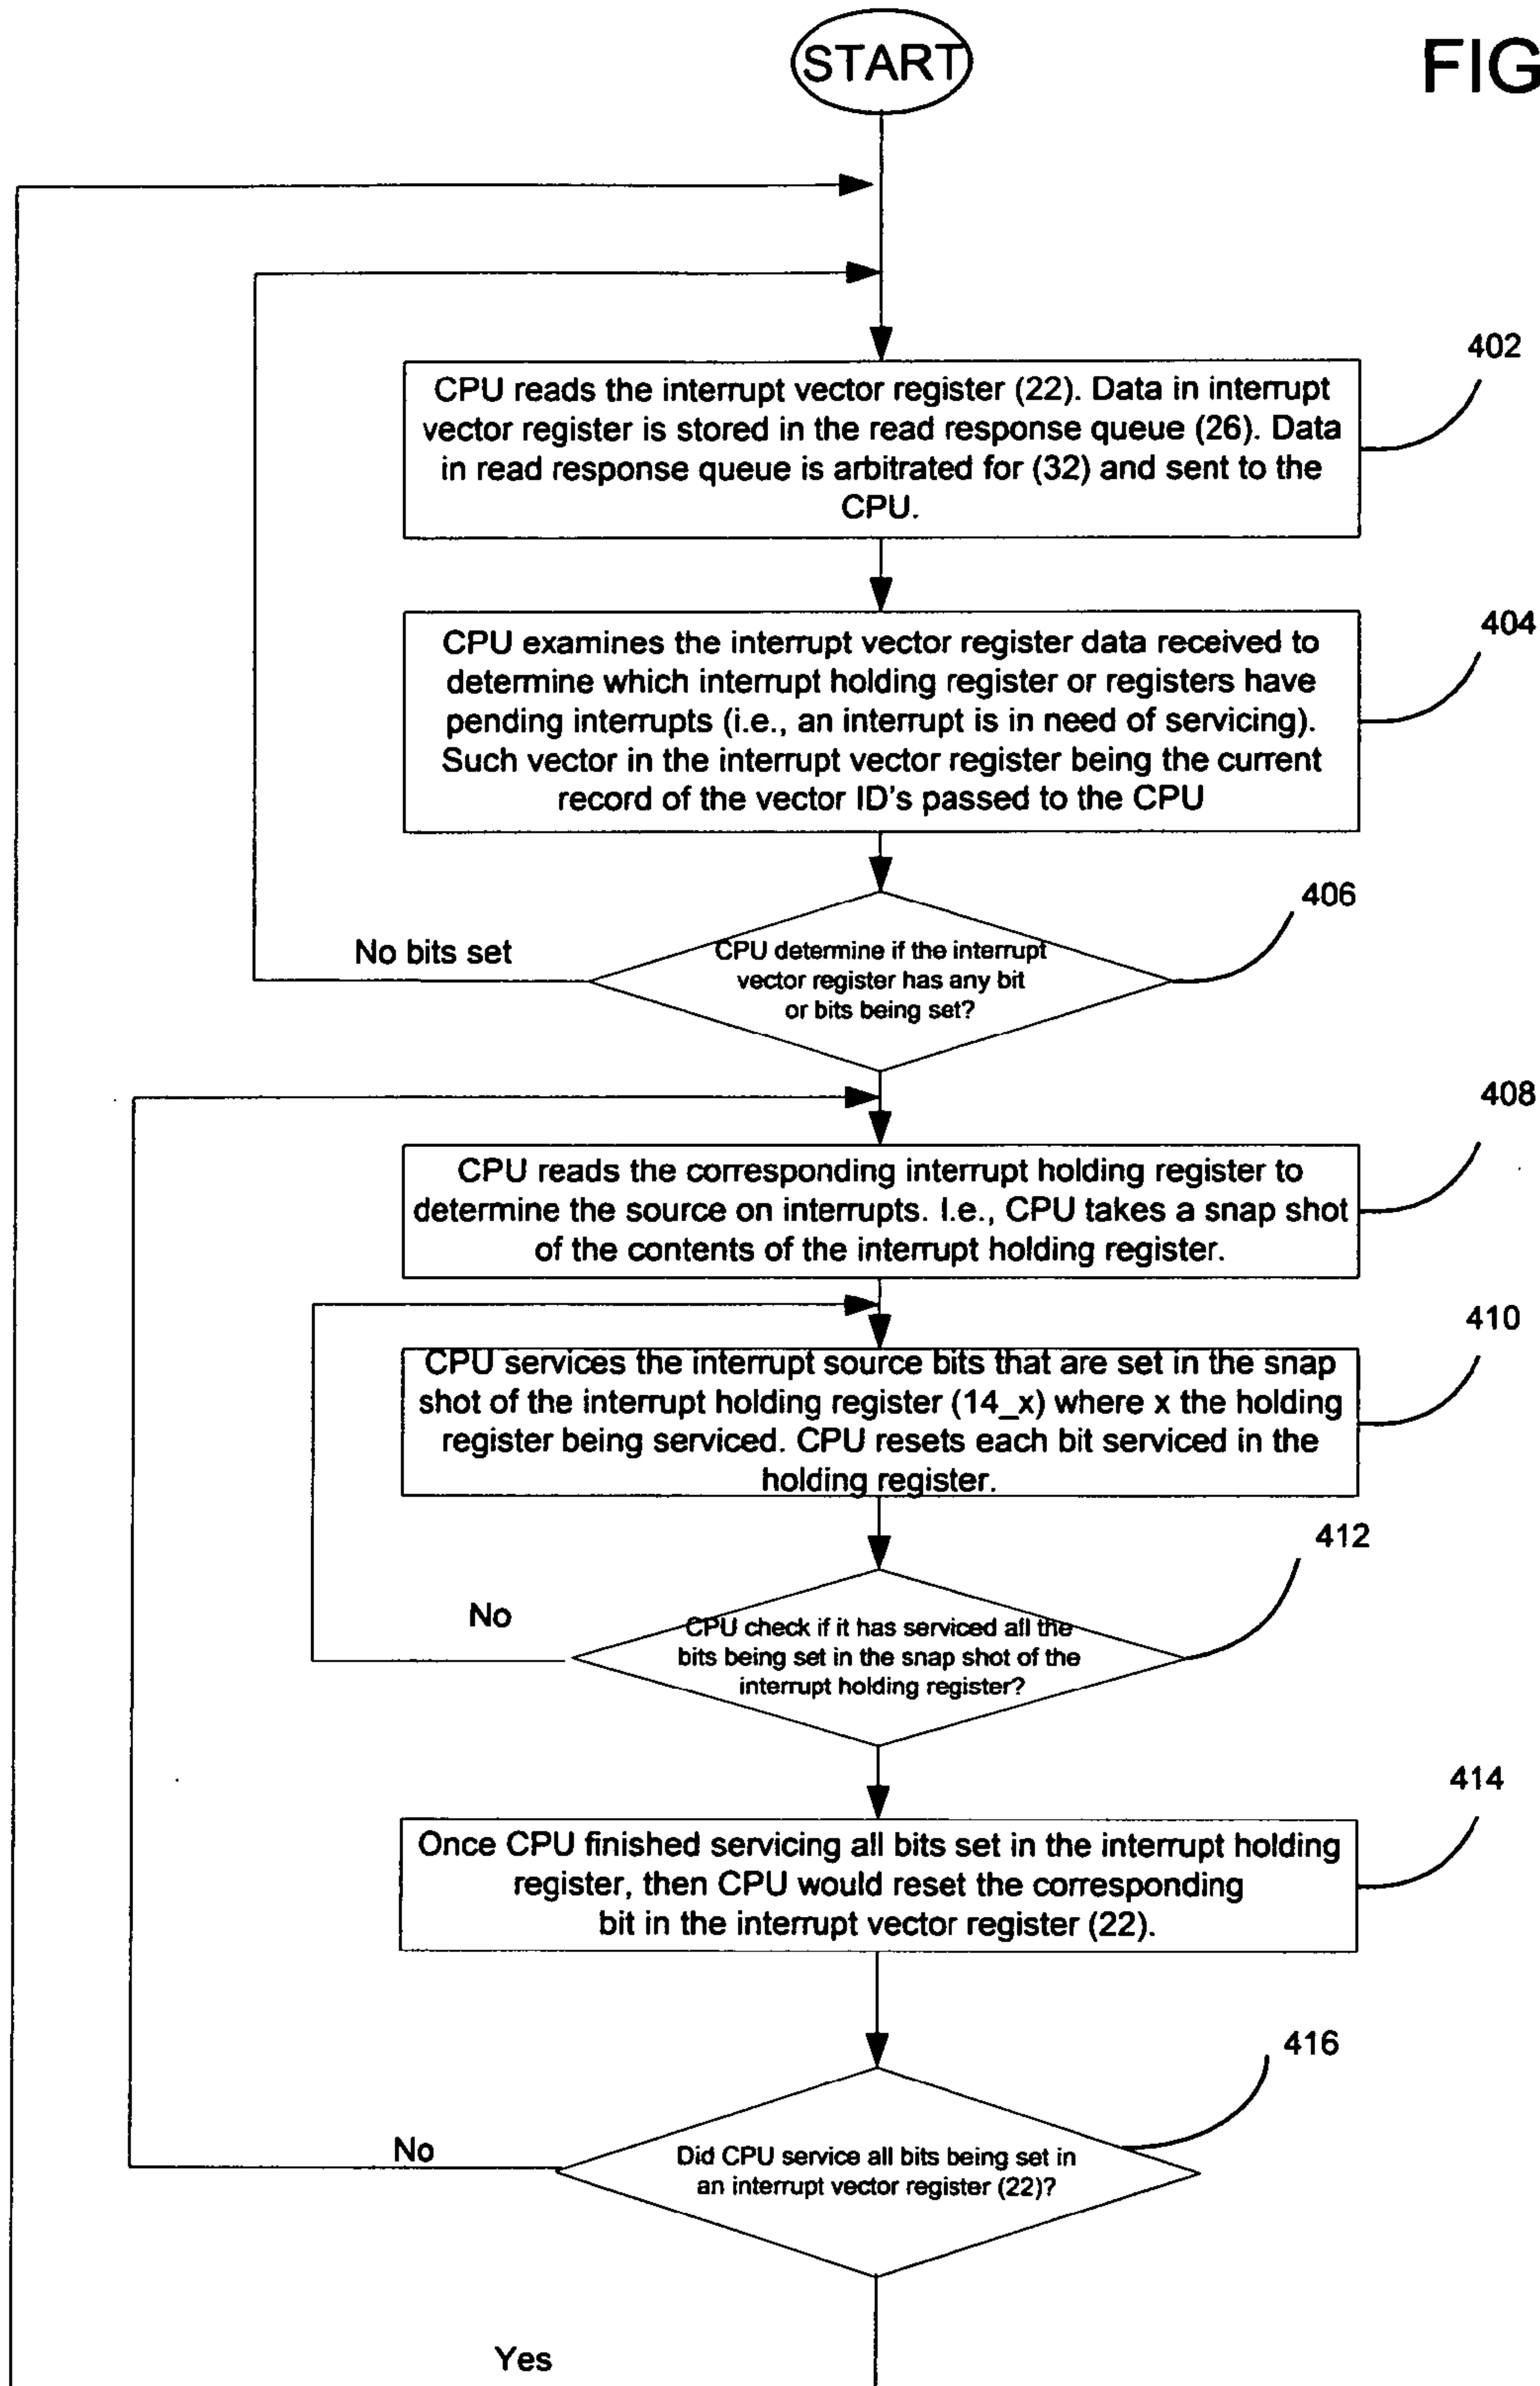 START
FIG
402
CPU reads the interrupt vector register (22). Data in interrupt
vector register is stored in the read response queue (26). Data
in read response queue is arbitrated for (32) and sent to the
CPU.
404
CPU examines the interrupt vector register data received to
determine which interrupt holding register or registers have
pending interrupts (i.e., an interrupt is in need of servicing).
Such vector in the interrupt vector register being the current
record of the vector ID's passed to the CPU
406
No bits set
CPU determine if the interrupt
vector register has any bit
or bits being set?
408
CPU reads the corresponding interrupt holding register to
determine the source on interrupts. I.e., CPU takes a snap shot
of the contents of the interrupt holding register.
410
CPU services the interrupt source bits that are set in the snap
shot of the interrupt holding register (14_x) where x the holding
register being serviced. CPU resets each bit serviced in the
holding register.
412
No
CPU check if it has serviced all the
bits being set in the snap shot of the
interrupt holding register?
414
Once CPU finished servicing all bits set in the interrupt holding
register, then CPU would reset the corresponding
bit in the interrupt vector register (22).
416
No
Did CPU service all bits being set in
an interrupt vector register (22)?
Yes